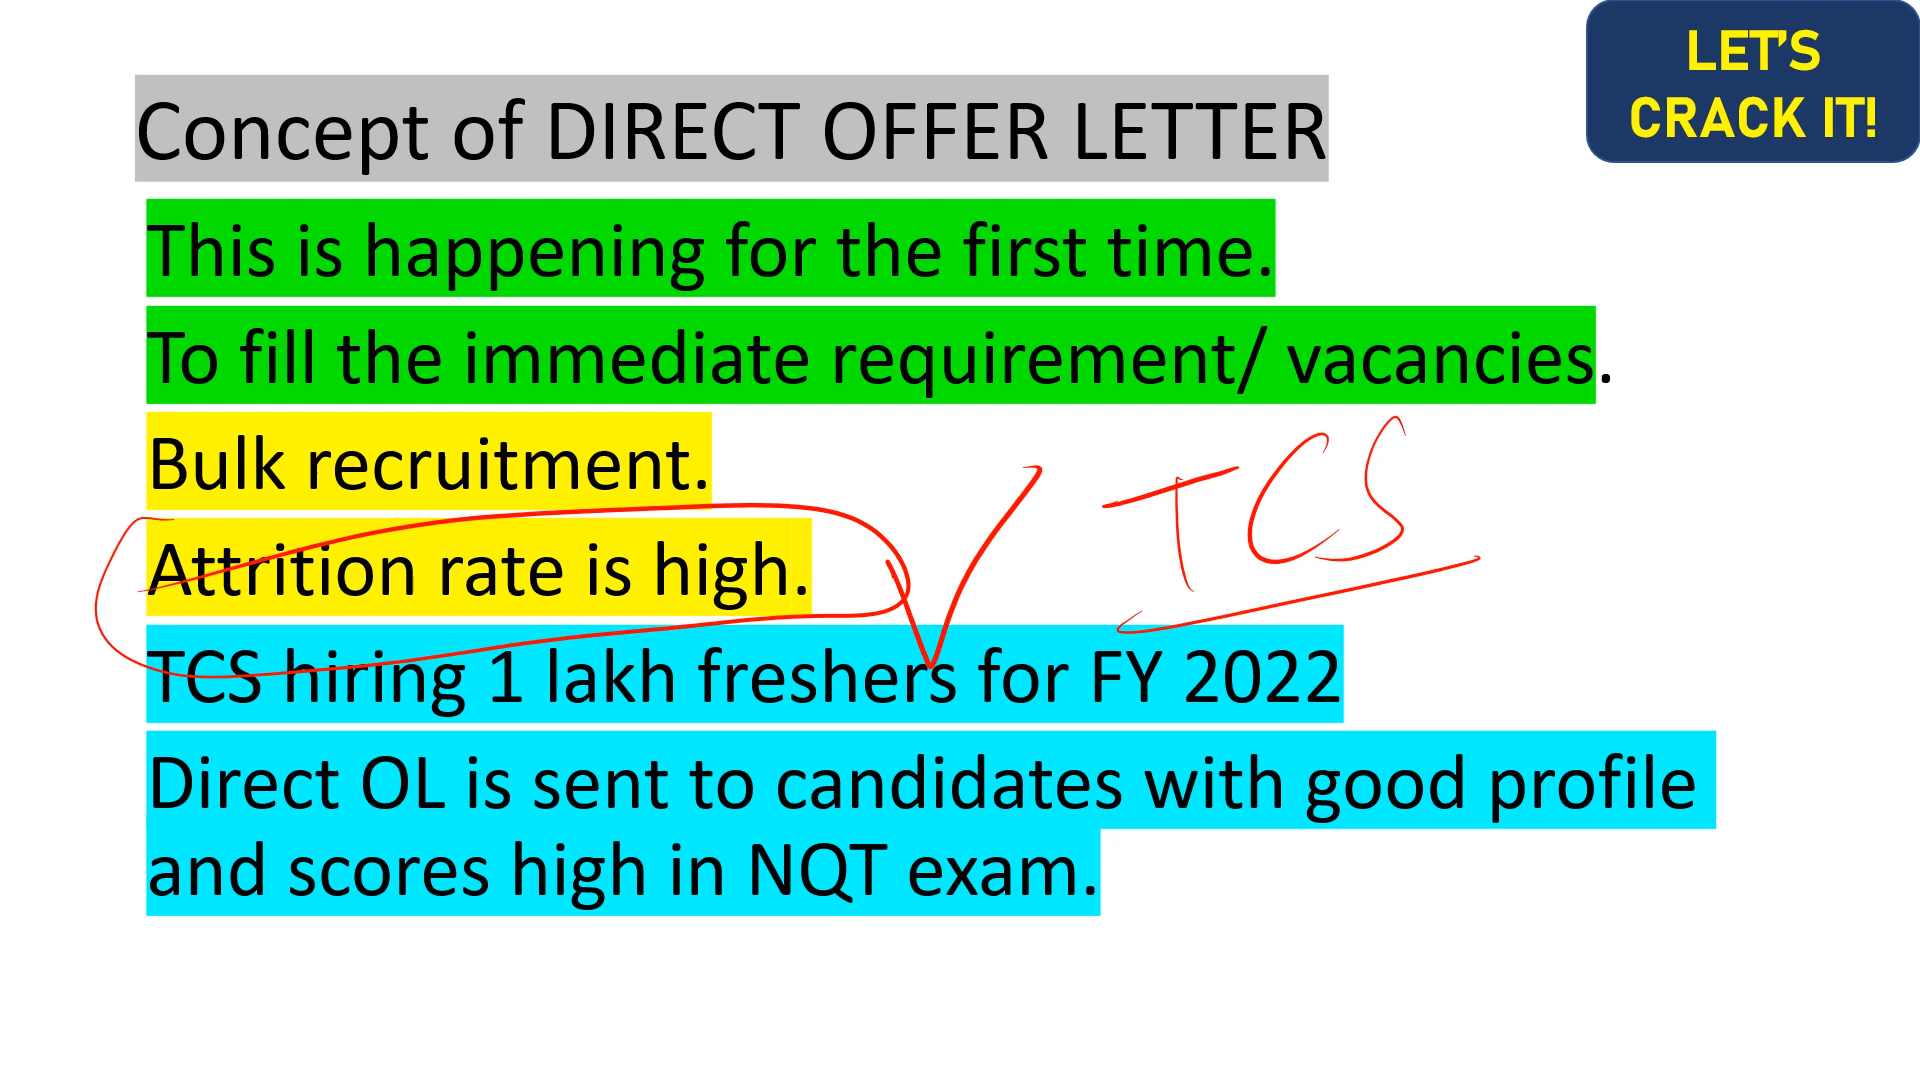 LET'S
CRACK IT!
Concept of DIRECT OFFER LETTER
This is happening for the first time.
To fill the immediate requirement/ vacancies.
Bulk recruitment.
TCS
Attrition rate is high.
TCS hiring 1 lakh freshers for FY 2022
Direct OL is sent to candidates with good profile
and scores high in NQT exam.